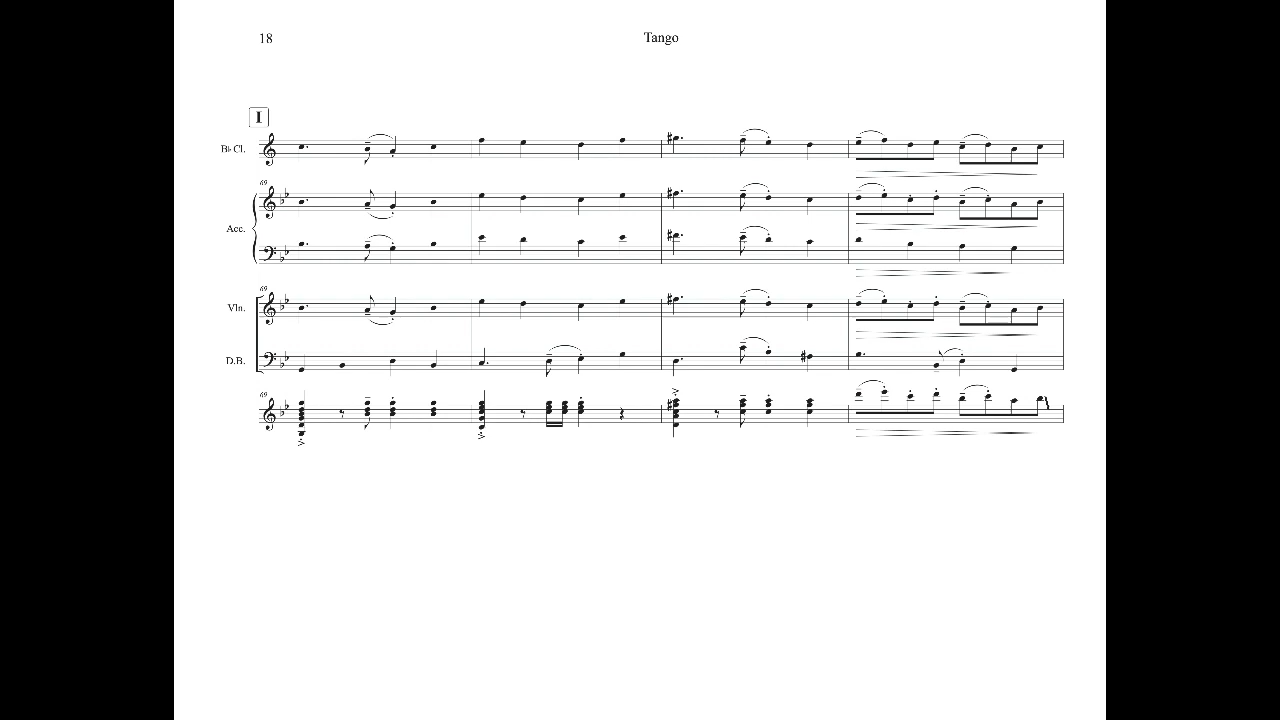 18 Tango
I
B♭ Cl.
69
Acc.
69
Vln.
D.B.
69